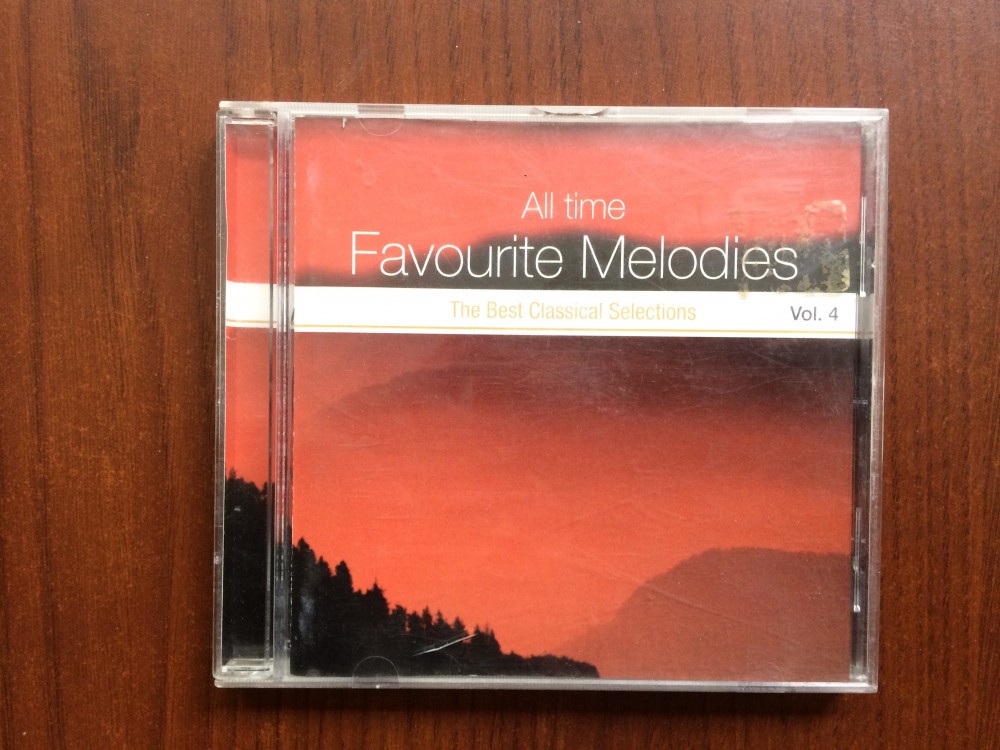 All time
Favourite Melodies
The Best Classical Selections
Vol. 4